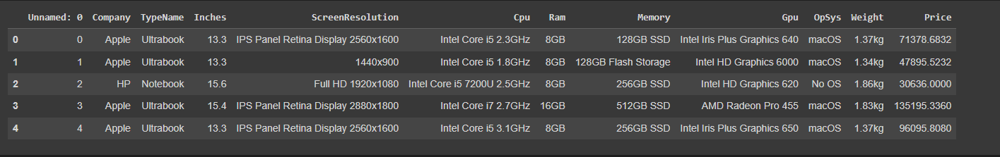 Unnamed: 0 Company TypeName Inches ScreenResolution Cpu Ram Memory Gpu OpSys Weight Price
0 0 Apple Ultrabook 13.3 IPS Panel Retina Display 2560x1600 Intel Core i5 2.3GHz 8GB 128GB SSD Intel Iris Plus Graphics 640 macOS 1.37kg 71378.6832
1 1 Apple Ultrabook 13.3 1440x900 Intel Core i5 1.8GHz 8GB 128GB Flash Storage Intel HD Graphics 6000 macOS 1.34kg 47895.5232
2 2 HP Notebook 15.6 Full HD 1920x1080 Intel Core i5 7200U 2.5GHz 8GB 256GB SSD Intel HD Graphics 620 No OS 1.86kg 30636.0000
3 3 Apple Ultrabook 15.4 IPS Panel Retina Display 2880x1800 Intel Core i7 2.7GHz 16GB 512GB SSD AMD Radeon Pro 455 macOS 1.83kg 135195.3360
4 4 Apple Ultrabook 13.3 IPS Panel Retina Display 2560x1600 Intel Core i5 3.1GHz 8GB 256GB SSD Intel Iris Plus Graphics 650 macOS 1.37kg 96095.8080